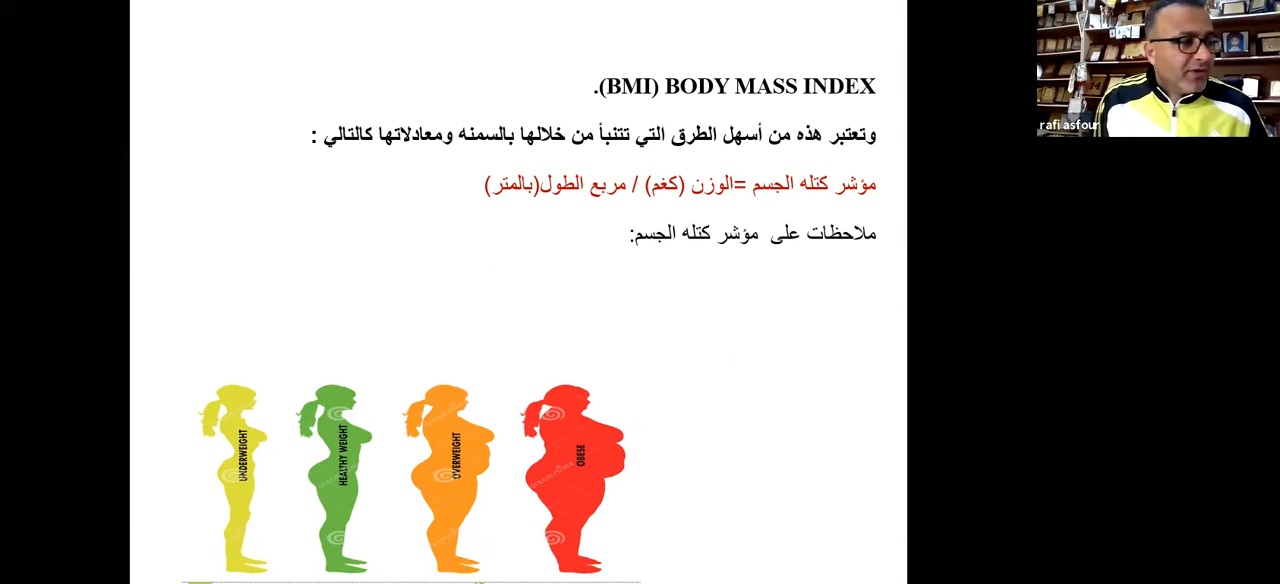 (BMI) BODY MASS INDEX.
وتعتبر هذه من أسهل الطرق التي تتنبأ من خلالها بالسمنه ومعادلاتها كالتالي :
مؤشر كتله الجسم =الوزن (كغم) / مربع الطول(بالمتر)
ملاحظات على مؤشر كتله الجسم:
UNDERWEIGHT
HEALTHY WEIGHT
OVERWEIGHT
OBESE
rafi asfour